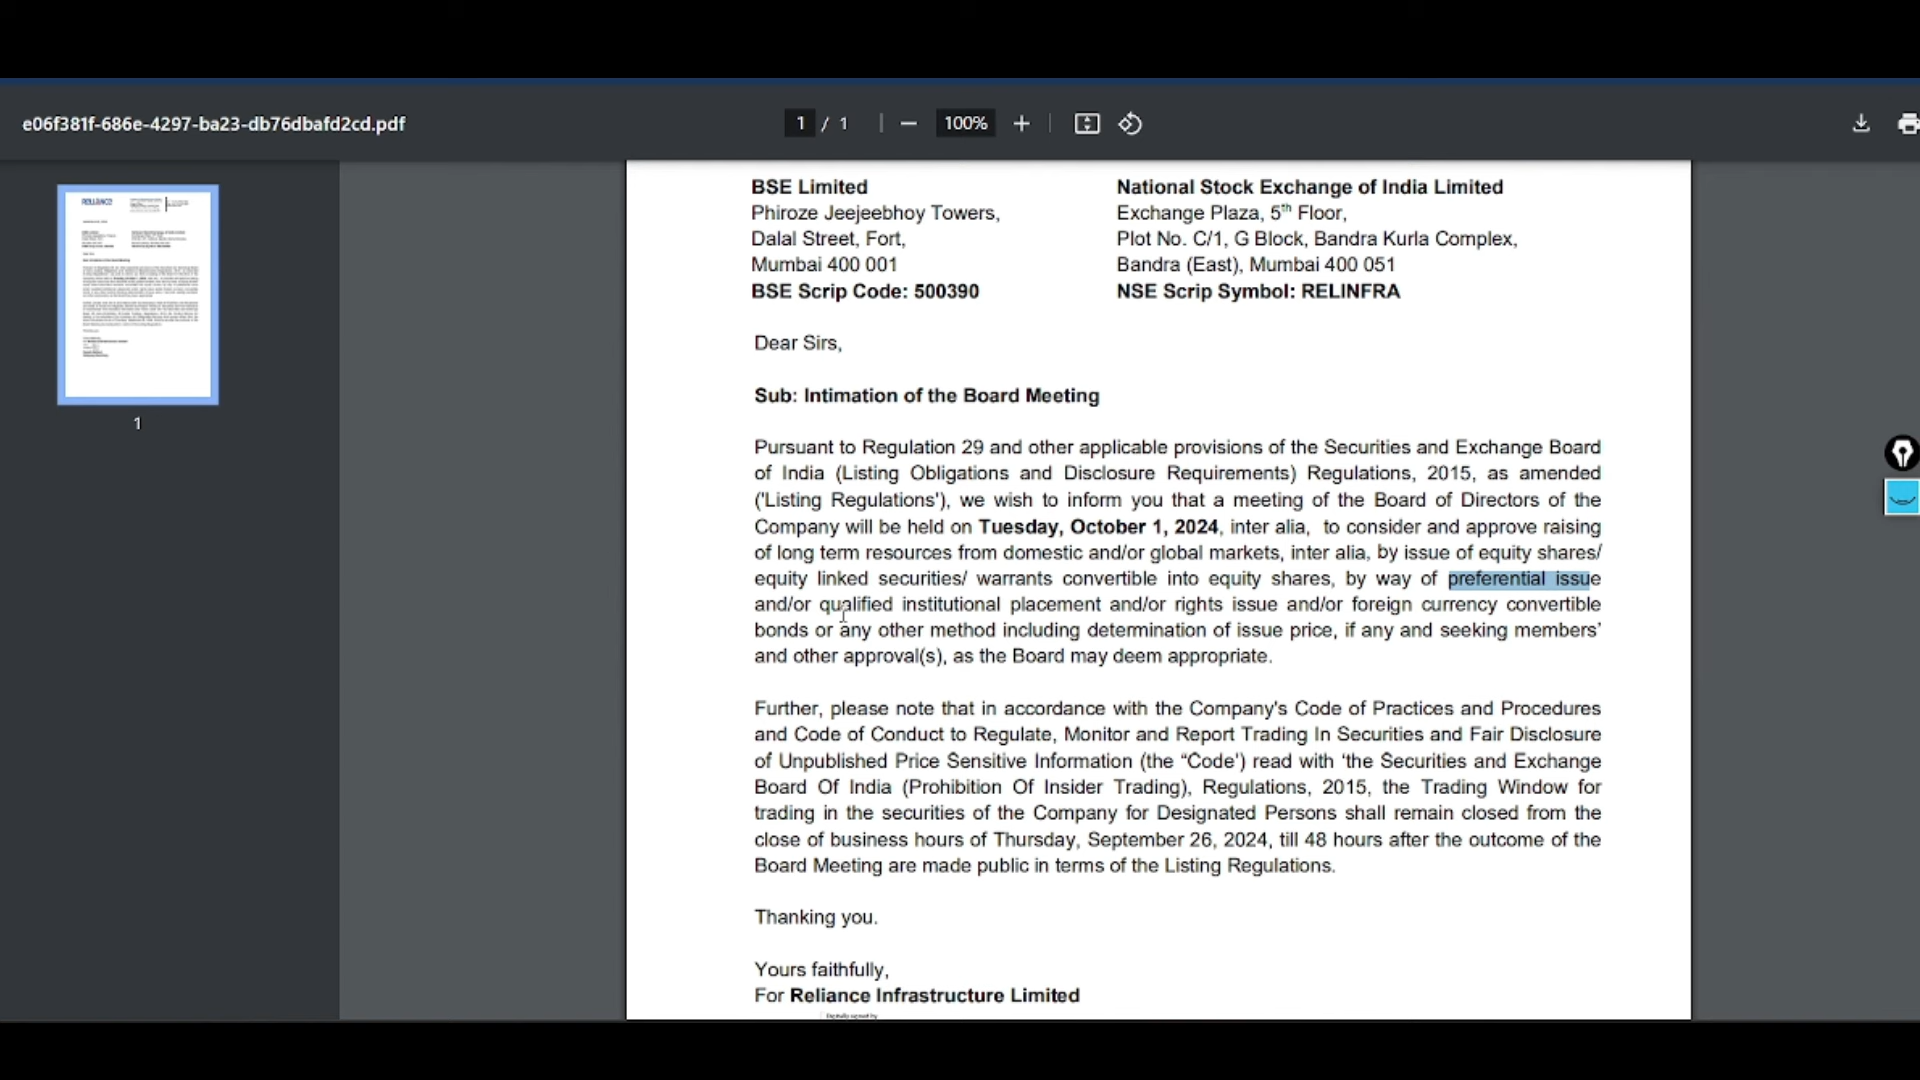 e06f381f-686e-4297-ba23-db76dbafd2cd.pdf
1 / 1
100%
RELIANCE
1
BSE Limited
Phiroze Jeejeebhoy Towers,
Dalal Street, Fort,
Mumbai 400 001
BSE Scrip Code: 500390
National Stock Exchange of India Limited
Exchange Plaza, 5th Floor,
Plot No. C/1, G Block, Bandra Kurla Complex,
Bandra (East), Mumbai 400 051
NSE Scrip Symbol: RELINFRA
Dear Sirs,
Sub: Intimation of the Board Meeting
Pursuant to Regulation 29 and other applicable provisions of the Securities and Exchange Board
of India (Listing Obligations and Disclosure Requirements) Regulations, 2015, as amended
('Listing Regulations'), we wish to inform you that a meeting of the Board of Directors of the
Company will be held on Tuesday, October 1, 2024, inter alia, to consider and approve raising
of long term resources from domestic and/or global markets, inter alia, by issue of equity shares/
equity linked securities/ warrants convertible into equity shares, by way of preferential issue
and/or qualified institutional placement and/or rights issue and/or foreign currency convertible
bonds or any other method including determination of issue price, if any and seeking members’
and other approval(s), as the Board may deem appropriate.
Further, please note that in accordance with the Company's Code of Practices and Procedures
and Code of Conduct to Regulate, Monitor and Report Trading In Securities and Fair Disclosure
of Unpublished Price Sensitive Information (the “Code’) read with ‘the Securities and Exchange
Board Of India (Prohibition Of Insider Trading), Regulations, 2015, the Trading Window for
trading in the securities of the Company for Designated Persons shall remain closed from the
close of business hours of Thursday, September 26, 2024, till 48 hours after the outcome of the
Board Meeting are made public in terms of the Listing Regulations.
Thanking you.
Yours faithfully,
For Reliance Infrastructure Limited
Digitally signed by